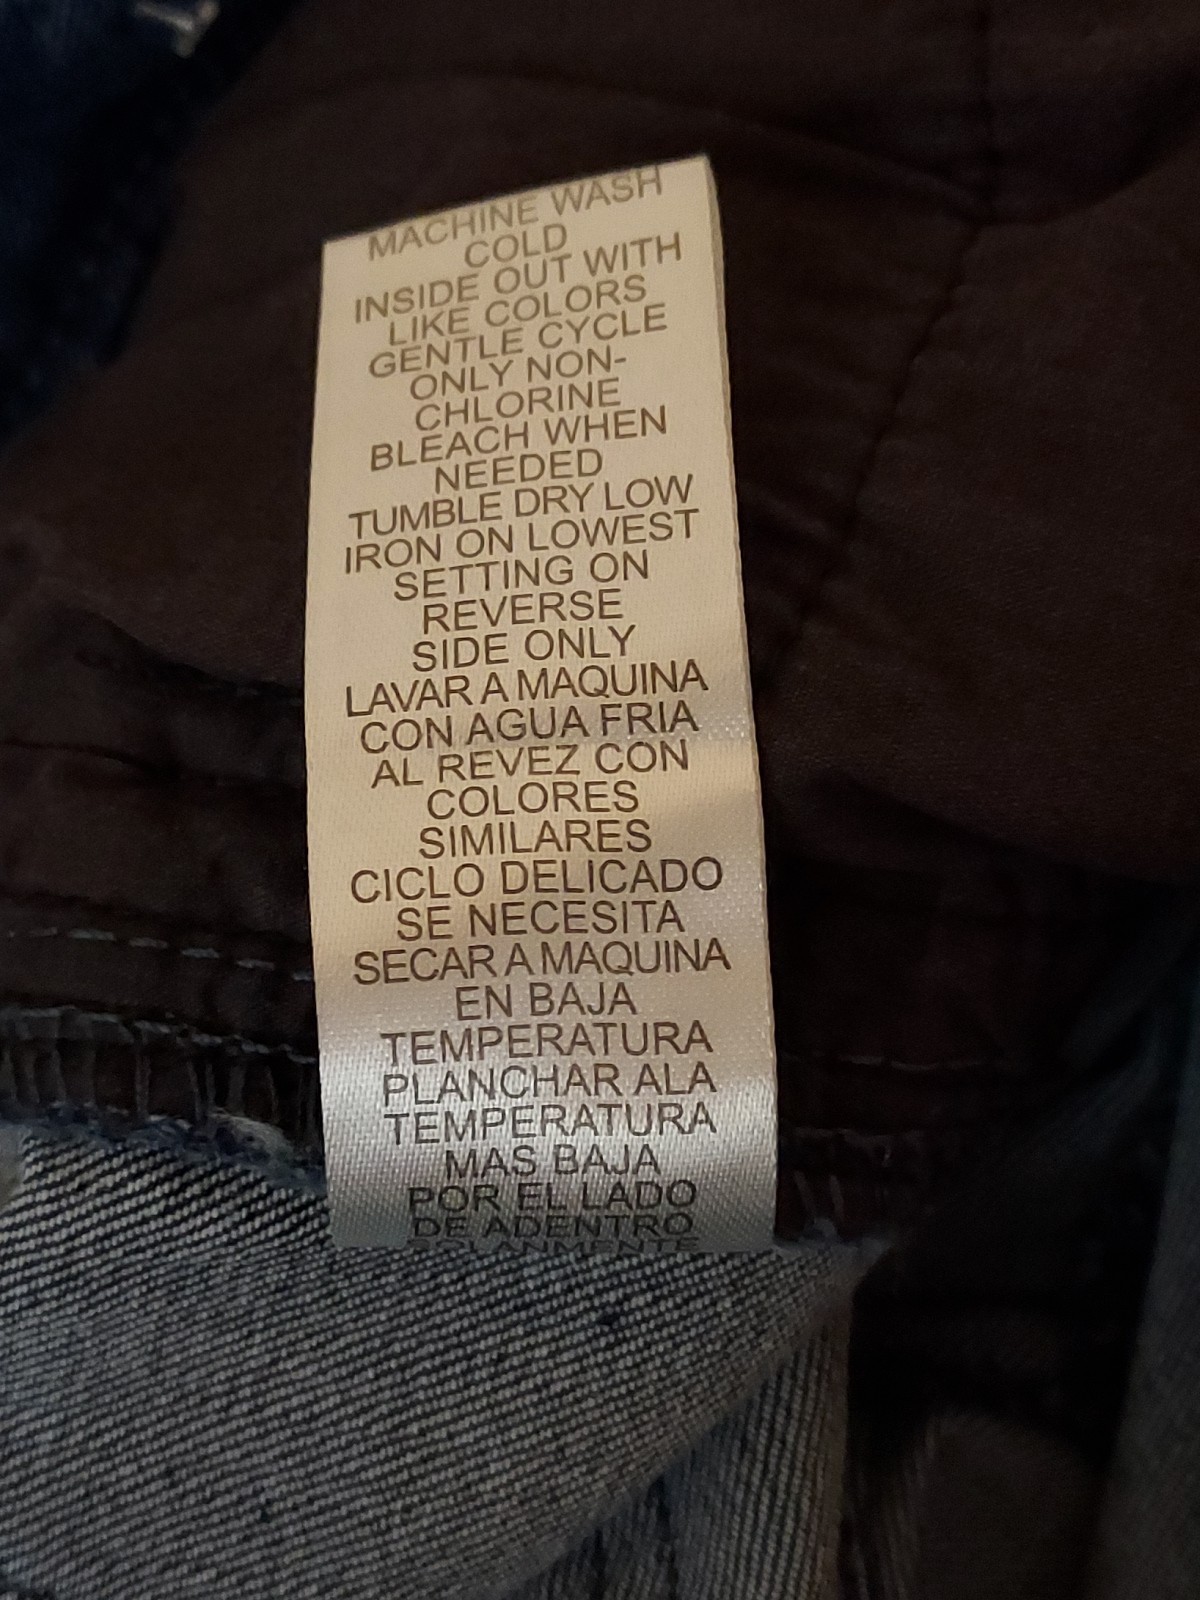 MACHINE WASH
COLD
INSIDE OUT WITH
LIKE COLORS
GENTLE CYCLE
ONLY NON-
CHLORINE
BLEACH WHEN
NEEDED
TUMBLE DRY LOW
IRON ON LOWEST
SETTING ON
REVERSE
SIDE ONLY
LAVAR A MAQUINA
CON AGUA FRIA
AL REVEZ CON
COLORES
SIMILARES
CICLO DELICADO
SE NECESITA
SECAR A MAQUINA
EN BAJA
TEMPERATURA
PLANCHAR ALA
TEMPERATURA
MAS BAJA
POR EL LADO
DE ADENTRO